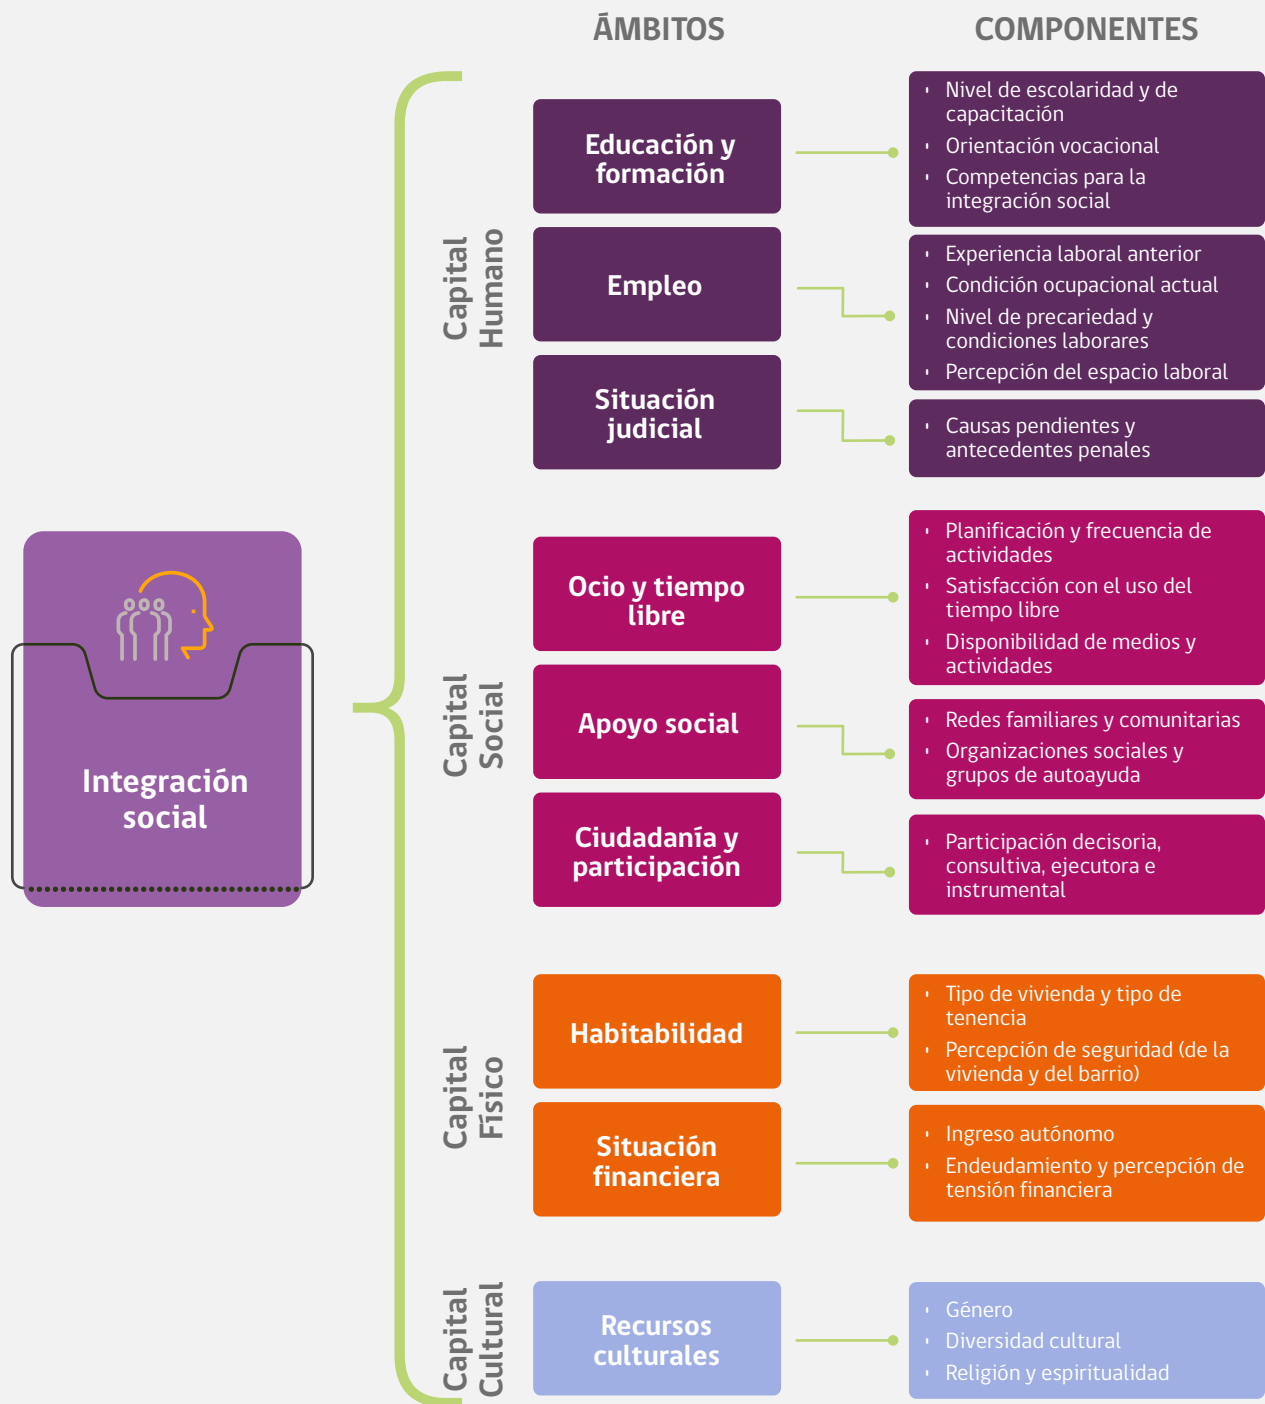 ÁMBITOS
COMPONENTES
Integración
social
Capital
Humano
Educación y
formación
· Nivel de escolaridad y de
capacitación
· Orientación vocacional
· Competencias para la
integración social
Empleo
· Experiencia laboral anterior
· Condición ocupacional actual
· Nivel de precariedad y
condiciones laborares
· Percepción del espacio laboral
Situación
judicial
· Causas pendientes y
antecedentes penales
Capital
Social
Ocio y tiempo
libre
· Planificación y frecuencia de
actividades
· Satisfacción con el uso del
tiempo libre
· Disponibilidad de medios y
actividades
Apoyo social
· Redes familiares y comunitarias
· Organizaciones sociales y
grupos de autoayuda
Ciudadanía y
participación
· Participación decisoria,
consultiva, ejecutora e
instrumental
Capital
Físico
Habitabilidad
· Tipo de vivienda y tipo de
tenencia
· Percepción de seguridad (de la
vivienda y del barrio)
Situación
financiera
· Ingreso autónomo
· Endeudamiento y percepción de
tensión financiera
Capital
Cultural
Recursos
culturales
· Género
· Diversidad cultural
· Religión y espiritualidad